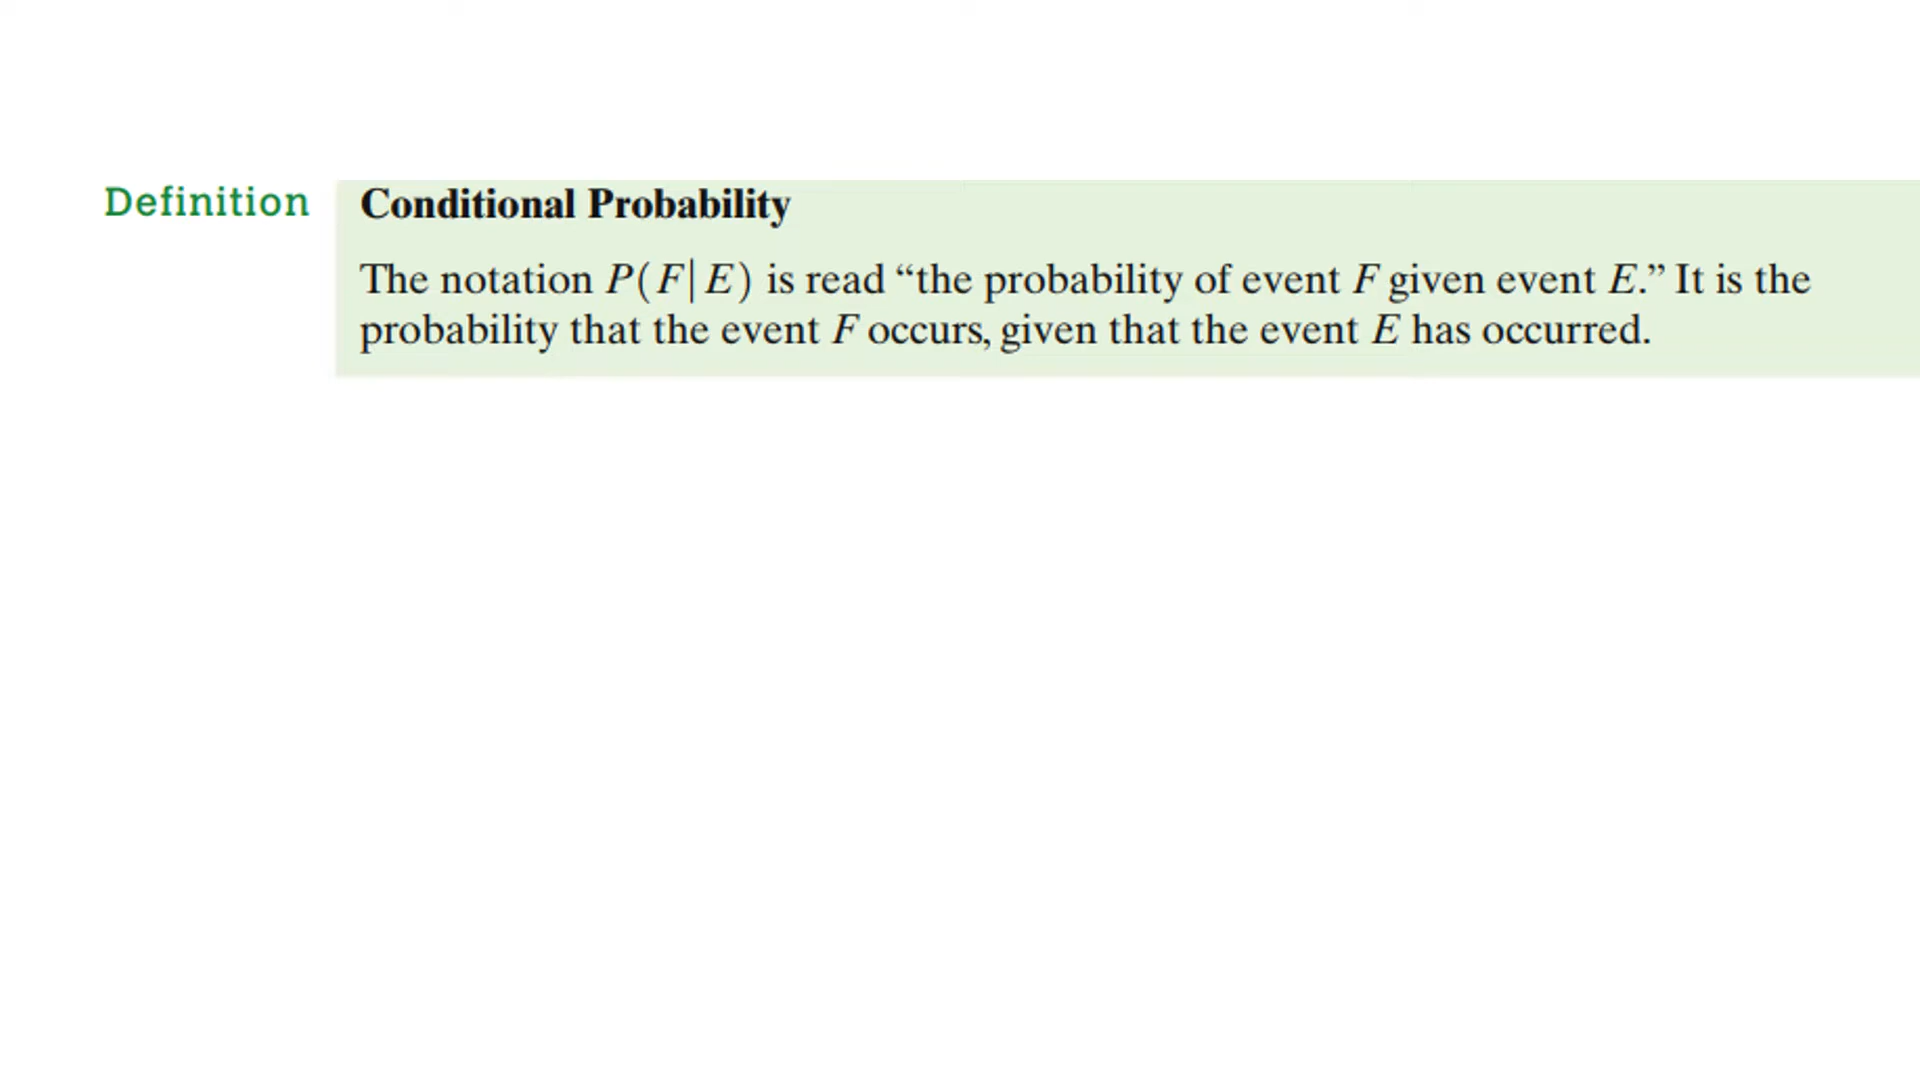 Definition
Conditional Probability
The notation P(F|E) is read “the probability of event F given event E.” It is the
probability that the event F occurs, given that the event E has occurred.